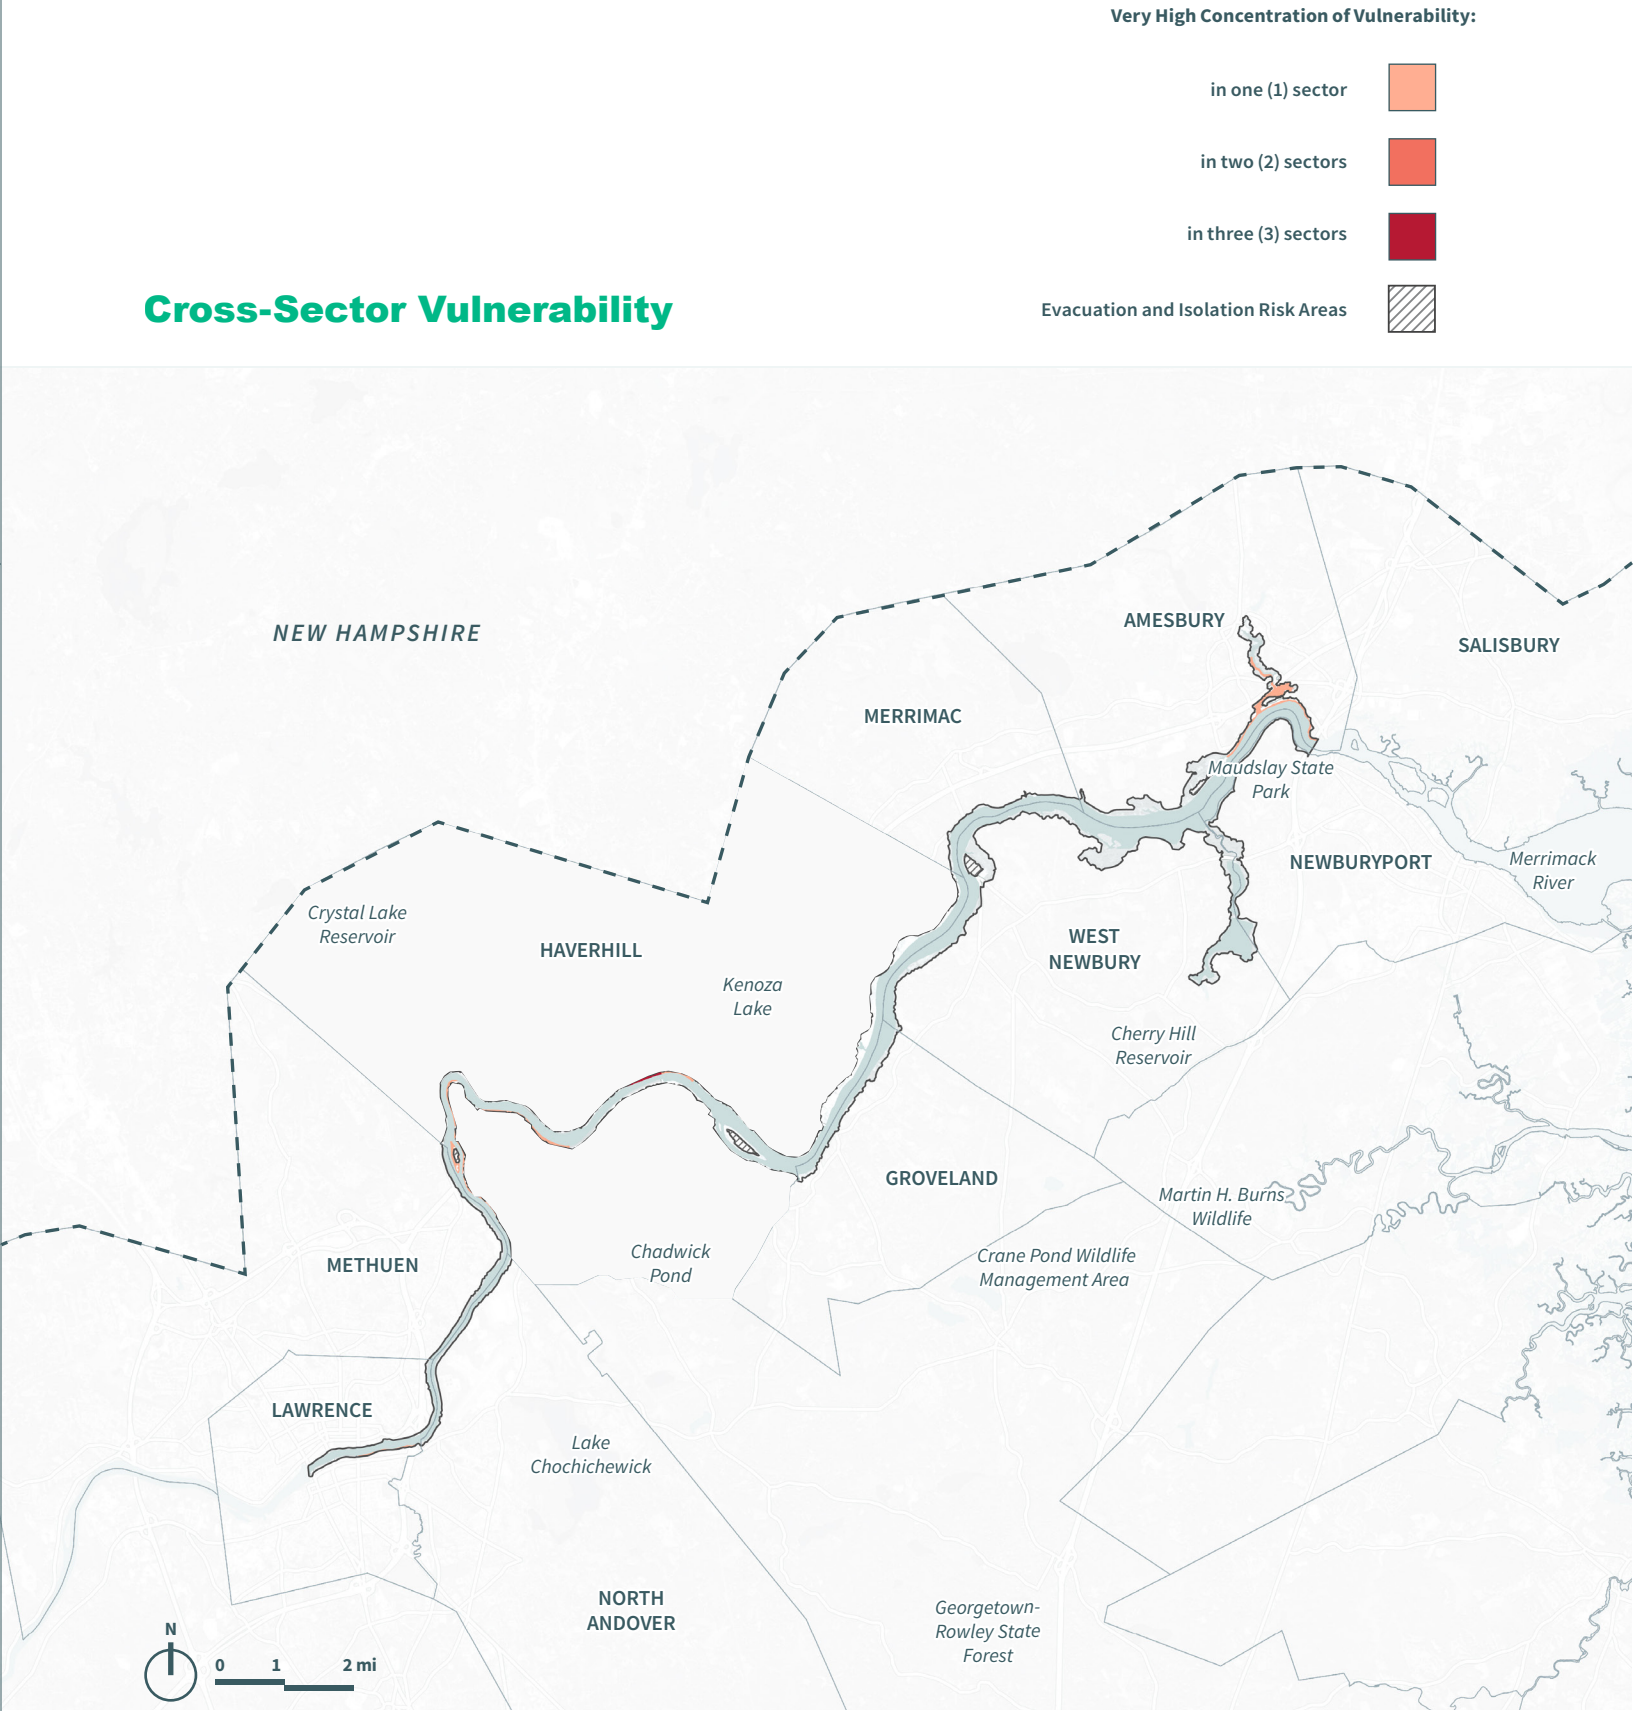 Very High Concentration of Vulnerability:
in one (1) sector
in two (2) sectors
in three (3) sectors
Evacuation and Isolation Risk Areas
Cross-Sector Vulnerability
NEW HAMPSHIRE
AMESBURY
SALISBURY
MERRIMAC
Maudslay State
Park
NEWBURYPORT
Merrimack
River
Crystal Lake
Reservoir
HAVERHILL
WEST
NEWBURY
Kenoza
Lake
Cherry Hill
Reservoir
GROVELAND
Martin H. Burns
Wildlife
METHUEN
Chadwick
Pond
Crane Pond Wildlife
Management Area
LAWRENCE
Lake
Chochichewick
NORTH
ANDOVER
Georgetown-
Rowley State
Forest
N
0 1 2 mi